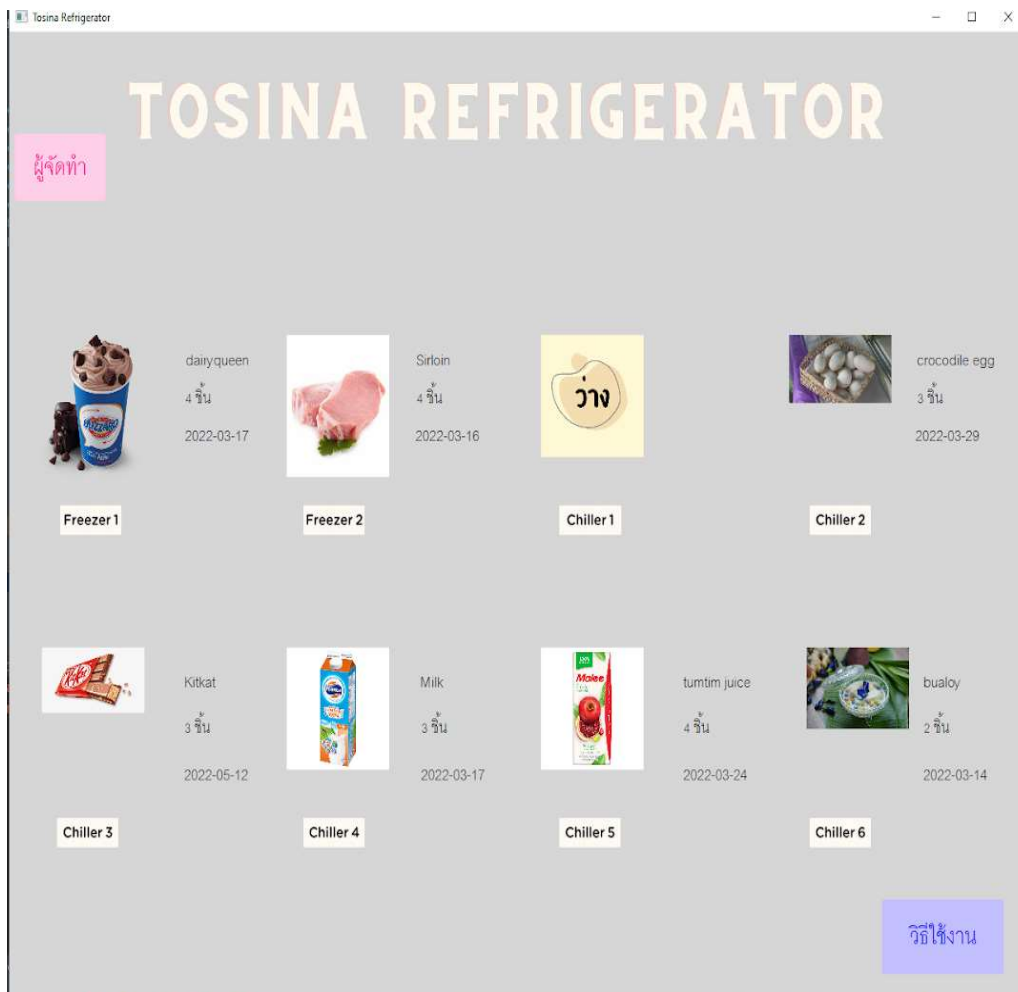 Tosina Refrigerator
TOSINA REFRIGERATOR
ผู้จัดทำ
dairyqueen
4 ชิ้น
2022-03-17
Freezer 1
Sirloin
4 ชิ้น
2022-03-16
Freezer 2
ว่าง
Chiller 1
crocodile egg
3 ชิ้น
2022-03-29
Chiller 2
Kitkat
Kitkat
3 ชิ้น
2022-05-12
Chiller 3
Milk
3 ชิ้น
2022-03-17
Chiller 4
Malee
tumtim juice
4 ชิ้น
2022-03-24
Chiller 5
bualoy
2 ชิ้น
2022-03-14
Chiller 6
วิธีใช้งาน